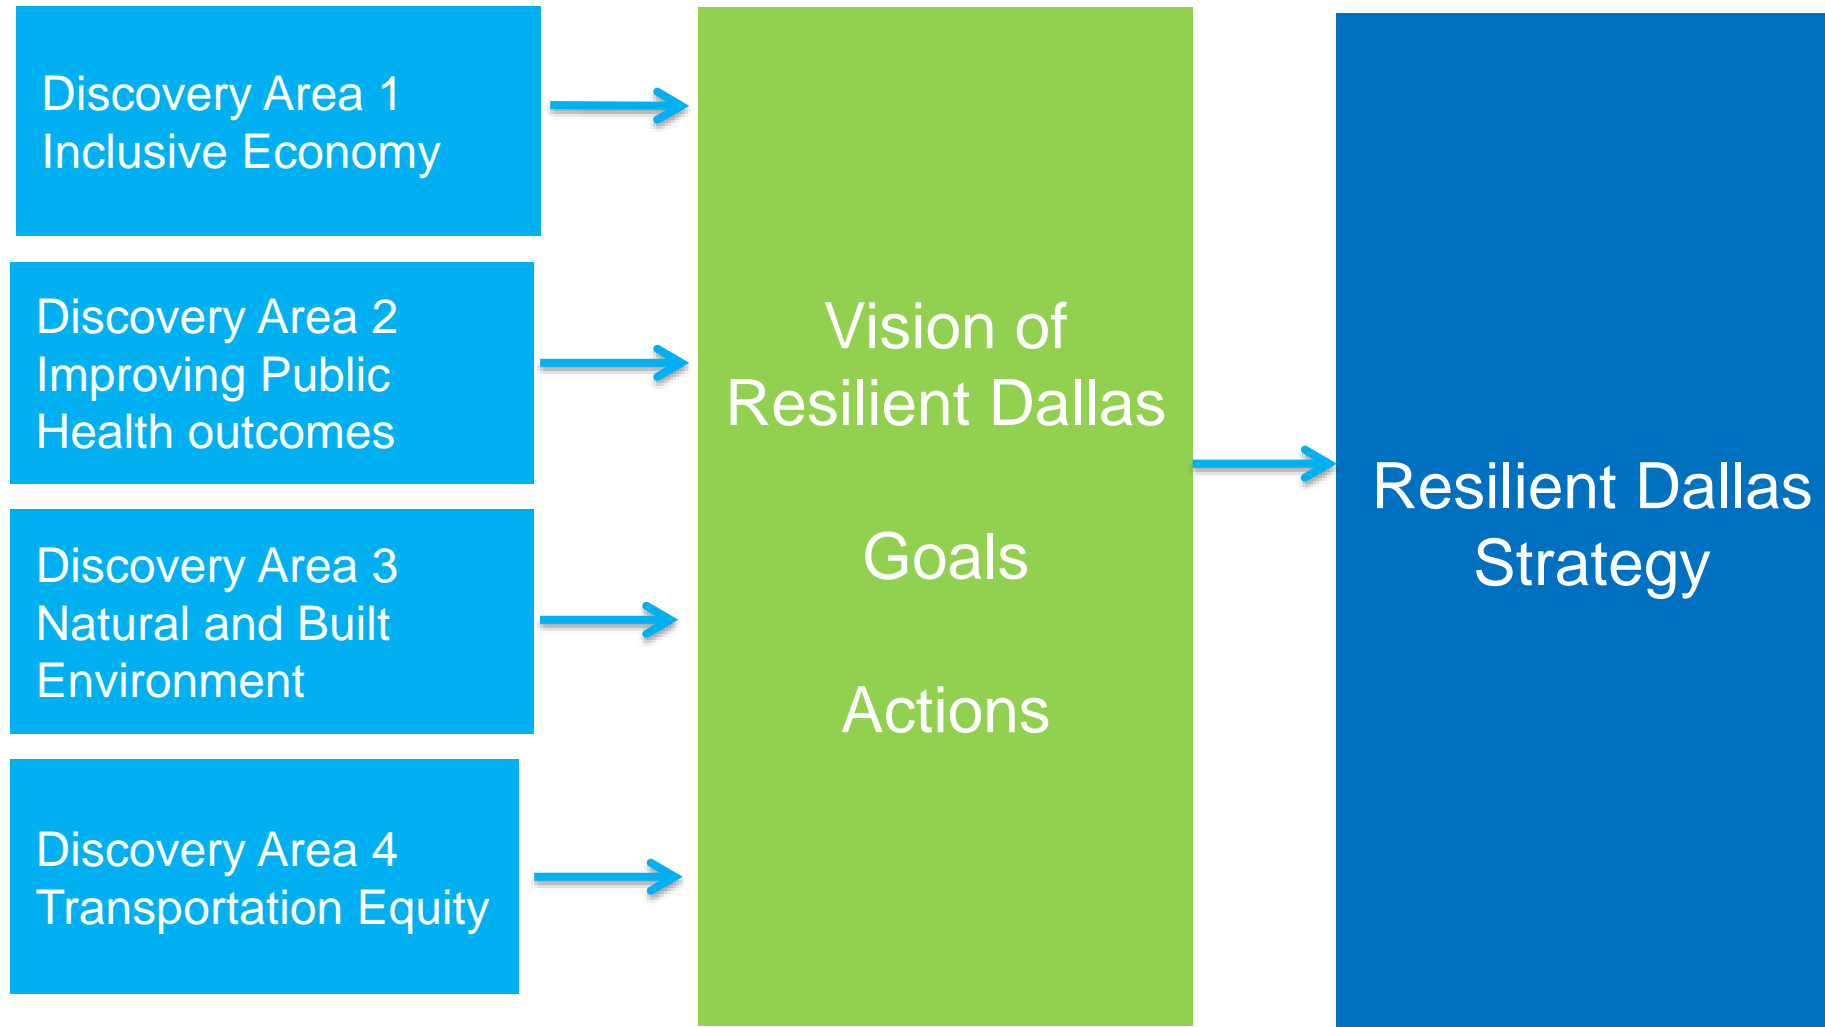 Discovery Area 1
Inclusive Economy
Discovery Area 2
Improving Public
Health outcomes
Discovery Area 3
Natural and Built
Environment
Discovery Area 4
Transportation Equity
Vision of
Resilient Dallas
Goals
Actions
Resilient Dallas
Strategy